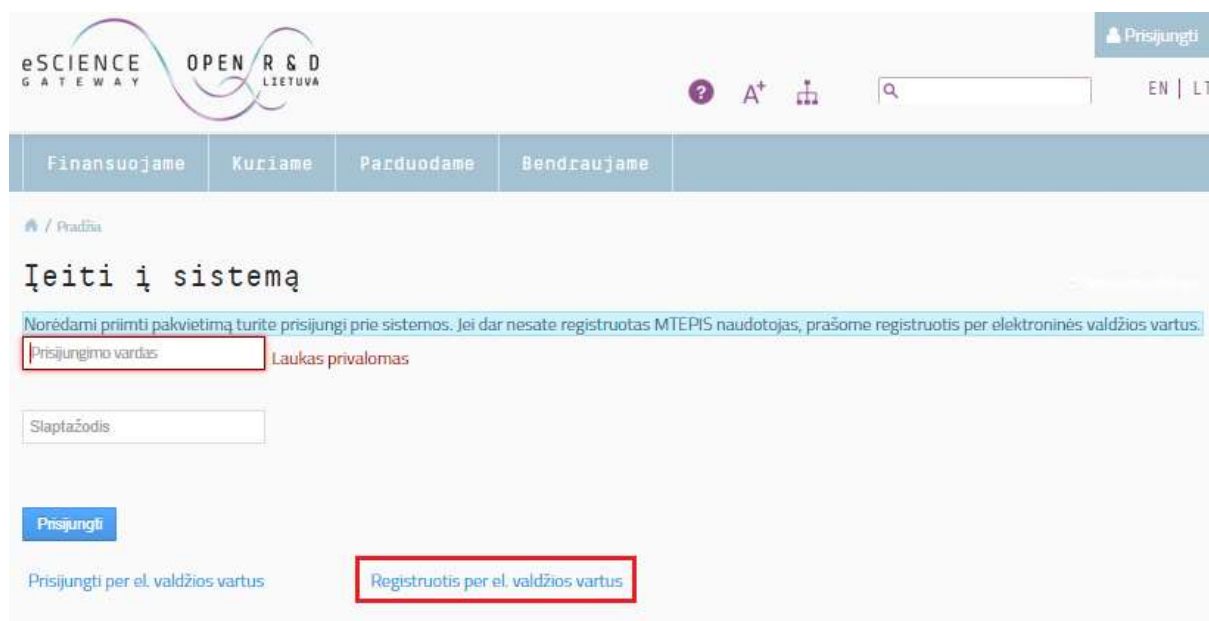 eSCIENCE
GATEWAY
OPEN R & D
LIETUVA
Prisijungti
? A+
EN | LT
Finansuojame Kuriame Parduodame Bendraujame
/ Pradžia
Įeiti į sistemą
Norėdami priimti pakvietimą turite prisijungi prie sistemos. Jei dar nesate registruotas MTEPIS naudotojas, prašome registruotis per elektroninės valdžios vartus.
Prisijungimo vardas Laukas privalomas
Slaptažodis
Prisijungti
Prisijungti per el. valdžios vartus Registruotis per el. valdžios vartus